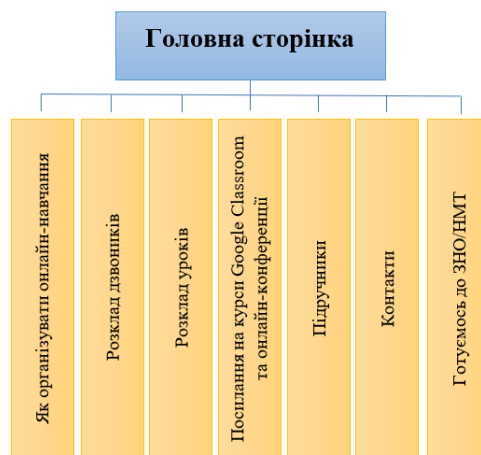 Головна сторінка
Як організувати онлайн-навчання
Розклад дзвоників
Розклад уроків
Посилання на курси Google Classroom
та онлайн-конференції
Підручники
Контакти
Готуємось до ЗНО/НМТ